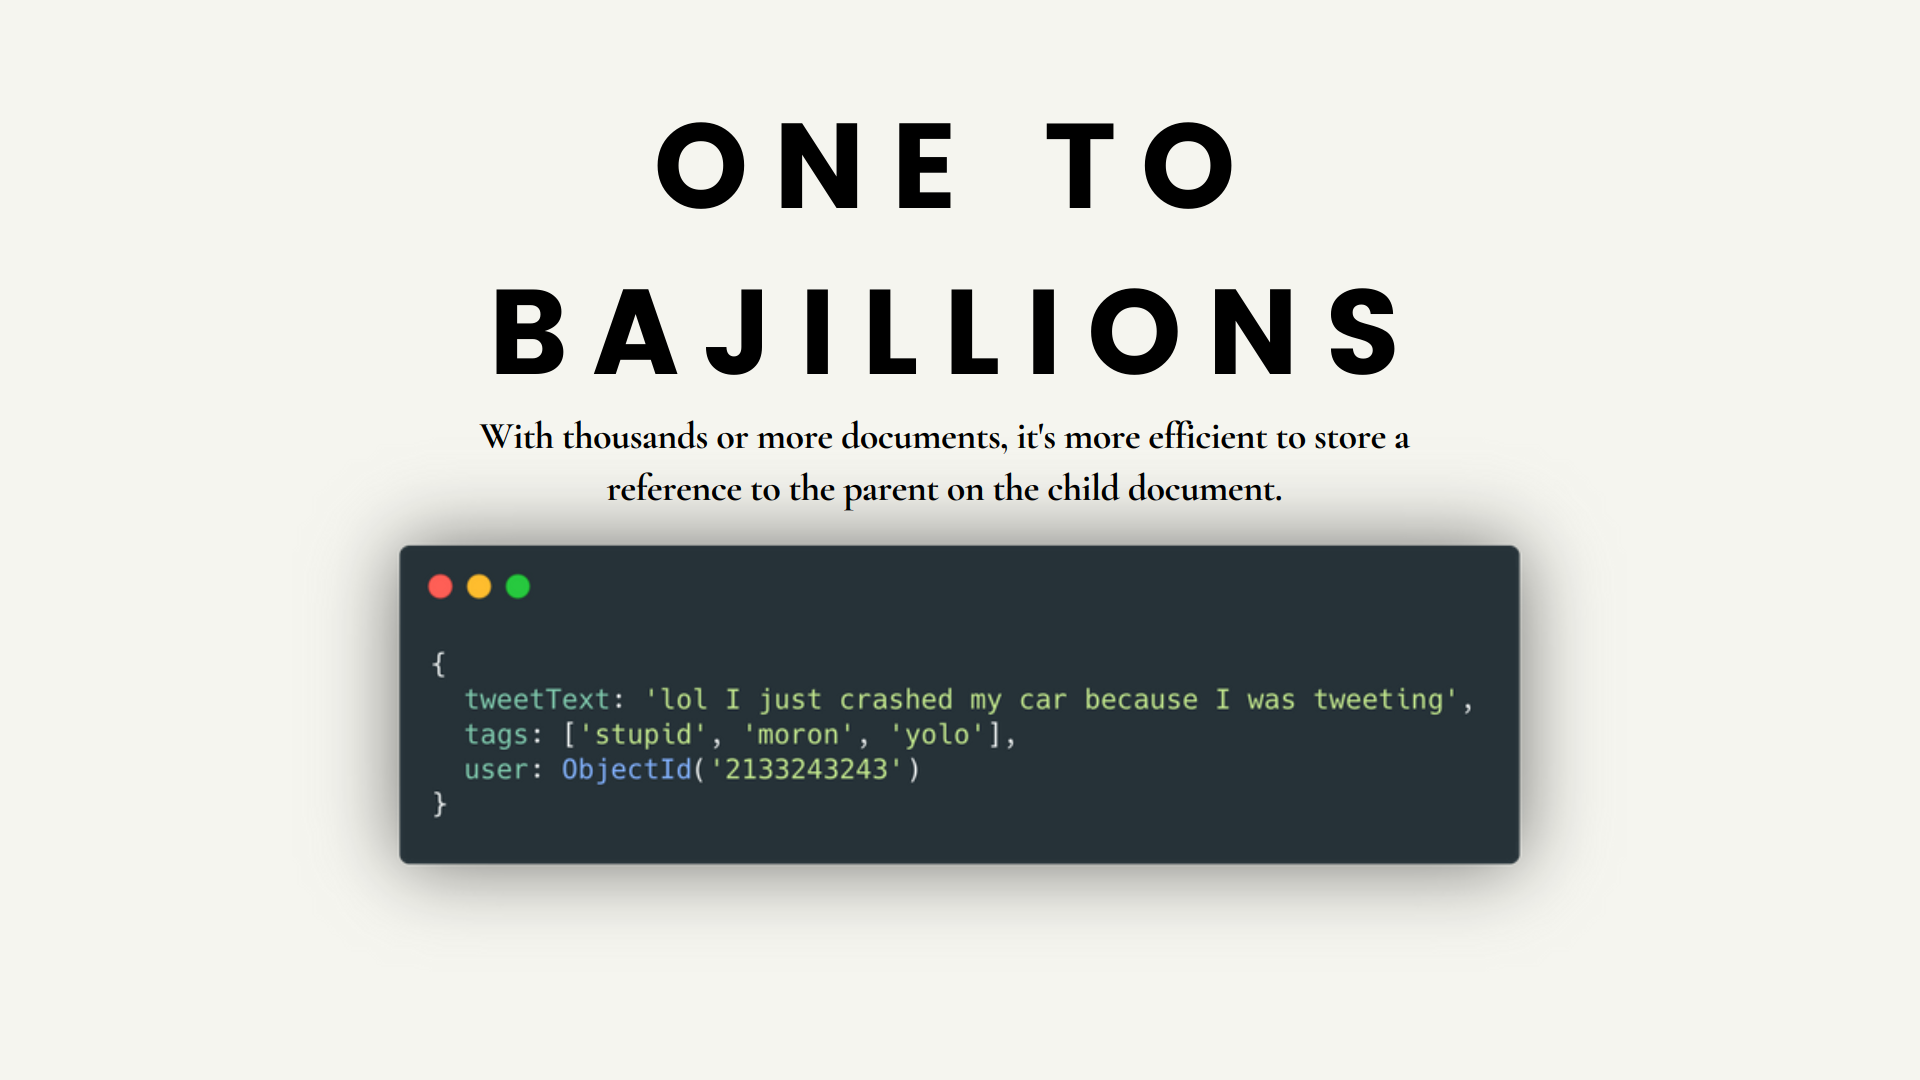 ONE TO
BAJILLIONS
With thousands or more documents, it's more efficient to store a
reference to the parent on the child document.
{
  tweetText: 'lol I just crashed my car because I was tweeting',
  tags: ['stupid', 'moron', 'yolo'],
  user: ObjectId('2133243243')
}